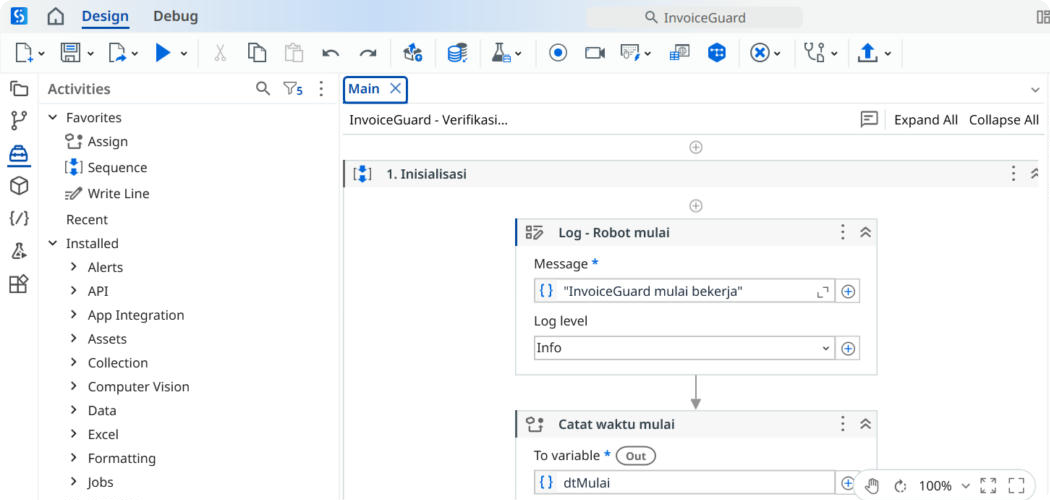 Design Debug InvoiceGuard
Activities 5
Favorites
Assign
Sequence
Write Line
Recent
Installed
Alerts
API
App Integration
Assets
Collection
Computer Vision
Data
Excel
Formatting
Jobs
Main
InvoiceGuard - Verifikasi... Expand All Collapse All
1. Inisialisasi
Log - Robot mulai
Message *
"InvoiceGuard mulai bekerja"
Log level
Info
Catat waktu mulai
To variable * Out
dtMulai
100%